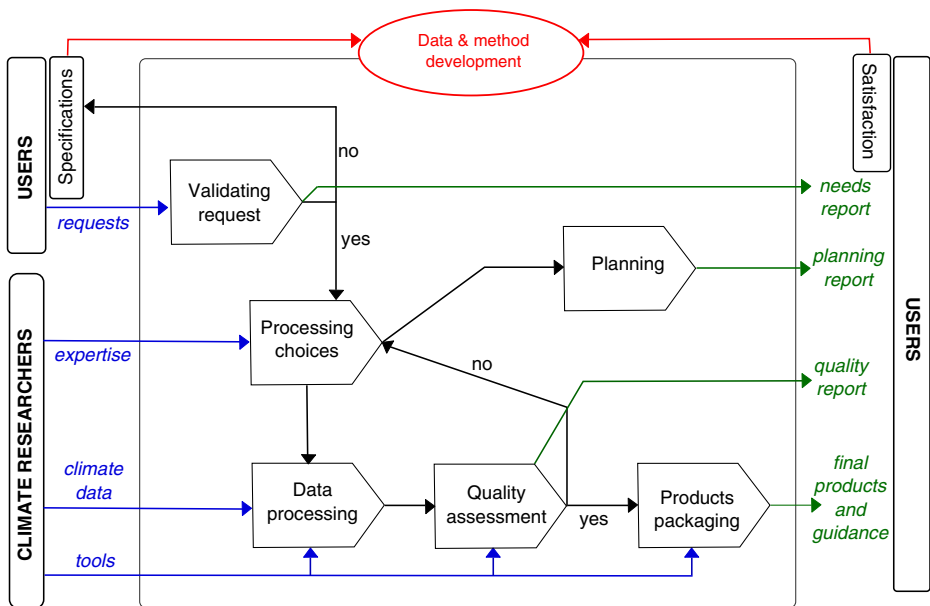 Data & method
development
USERS
Specifications
Satisfaction
no
Validating
request
requests
needs
report
yes
Planning
planning
report
CLIMATE RESEARCHERS
USERS
Processing
choices
expertise
no
quality
report
climate
data
Data
processing
Quality
assessment
yes
Products
packaging
final
products
and
guidance
tools